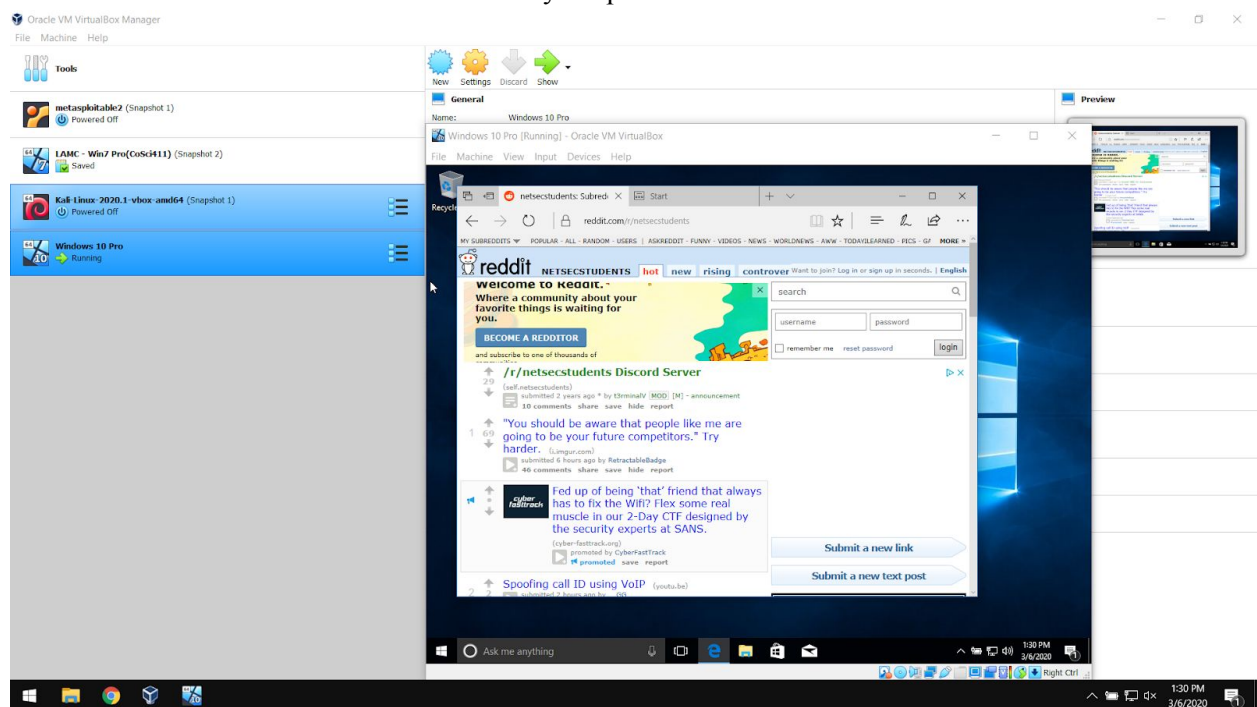 Oracle VM VirtualBox Manager
File Machine Help
Tools
New Settings Discard Show
metasploitable2 (Snapshot 1)
Powered Off
LAMC - Win7 Pro(CoSci411) (Snapshot 2)
Saved
Kali-Linux-2020.1-vbox-amd64 (Snapshot 1)
Powered Off
Windows 10 Pro
Running
General
Name: Windows 10 Pro
Preview
Windows 10 Pro [Running] - Oracle VM VirtualBox
File Machine View Input Devices Help
Recycle
netsecstudents: Subred
Start
reddit.com/r/netsecstudents
MY SUBREDDITS POPULAR - ALL - RANDOM - USERS | ASKREDDIT - FUNNY - VIDEOS - NEWS - WORLDNEWS - AWW - TODAYILEARNED - PICS - GA MORE »
reddit NETSECSTUDENTS hot new rising controver Want to join? Log in or sign up in seconds. | English
Welcome to Reddit.
Where a community about your
favorite things is waiting for
you.
BECOME A REDDITOR
and subscribe to one of thousands of
search
username password
remember me reset password login
/r/netsecstudents Discord Server
29
(self.netsecstudents)
submitted 2 years ago * by t3rminalV [MOD] [M] - announcement
10 comments share save hide report
"You should be aware that people like me are
1 69 going to be your future competitors." Try
harder. (i.imgur.com)
submitted 6 hours ago by RetractableBadge
46 comments share save hide report
cyber
fasttrack
Fed up of being 'that' friend that always
has to fix the Wifi? Flex some real
muscle in our 2-Day CTF designed by
the security experts at SANS.
(cyber-fasttrack.org)
promoted by CyberFastTrack
promoted save report
Spoofing call ID using VoIP (youtu.be)
2 2 submitted 2 hours ago by GG
Submit a new link
Submit a new text post
Ask me anything
1:30 PM
3/6/2020
Right Ctrl
1:30 PM
3/6/2020